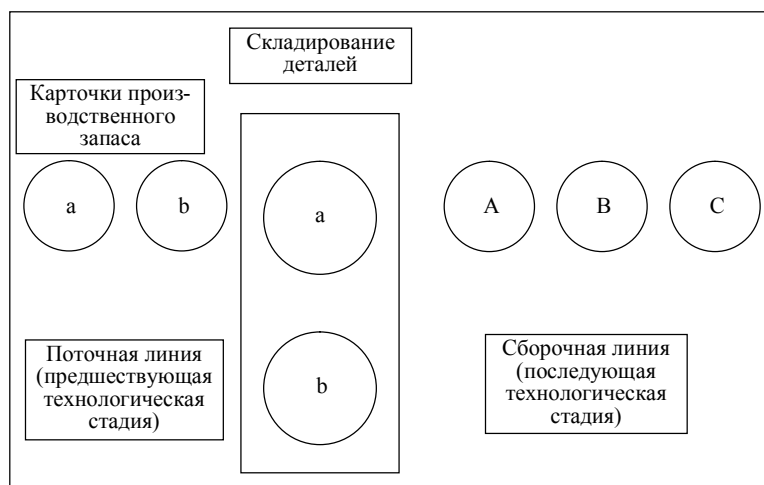 Складирование
деталей
Карточки произ-
водственного
запаса
a
b
a
A
B
C
b
Поточная линия
(предшествующая
технологическая
стадия)
Сборочная линия
(последующая
технологическая
стадия)